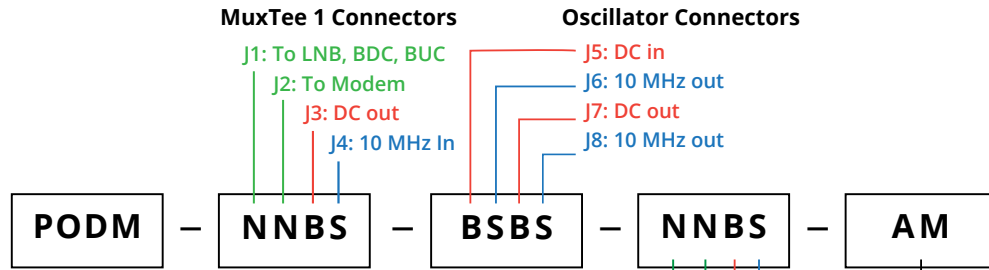 MuxTee 1 Connectors
Oscillator Connectors
J1: To LNB, BDC, BUC
J2: To Modem
J3: DC out
J4: 10 MHz In
J5: DC in
J6: 10 MHz out
J7: DC out
J8: 10 MHz out
PODM – NNBS – BSBS – NNBS – AM